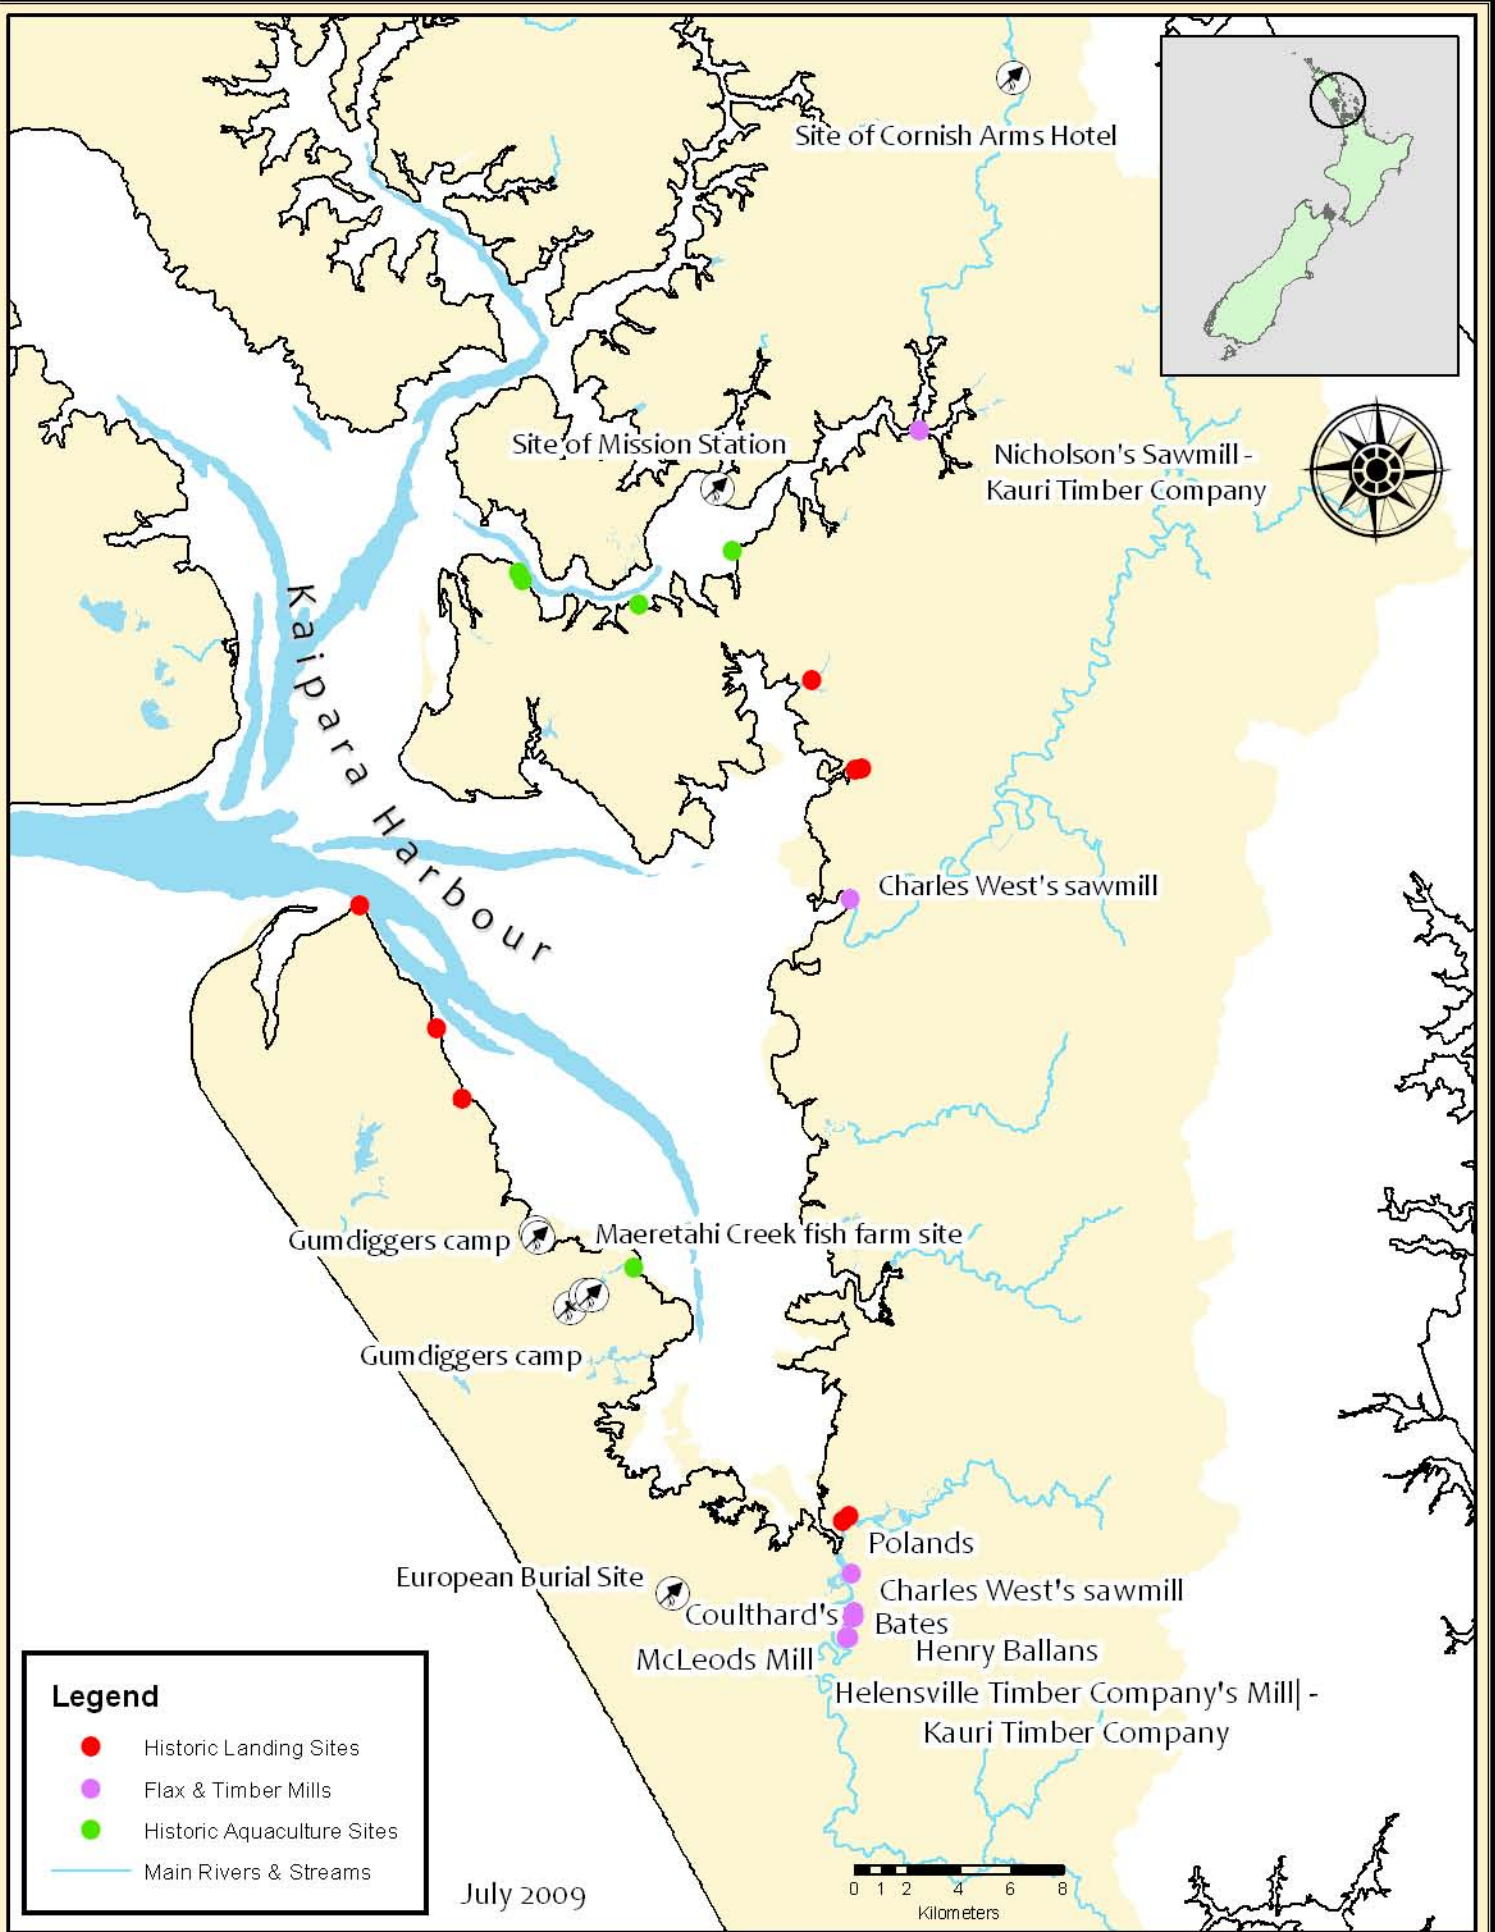 Site of Cornish Arms Hotel
Site of Mission Station
Nicholson's Sawmill -
Kauri Timber Company
Kaipara Harbour
Charles West's sawmill
Gumdiggers camp
Maeretahi Creek fish farm site
Gumdiggers camp
Polands
European Burial Site
Charles West's sawmill
Coulthard's
Bates
Henry Ballans
McLeods Mill
Helensville Timber Company's Mill| -
Kauri Timber Company
Legend
Historic Landing Sites
Flax & Timber Mills
Historic Aquaculture Sites
Main Rivers & Streams
July 2009
0 1 2 4 6 8
Kilometers